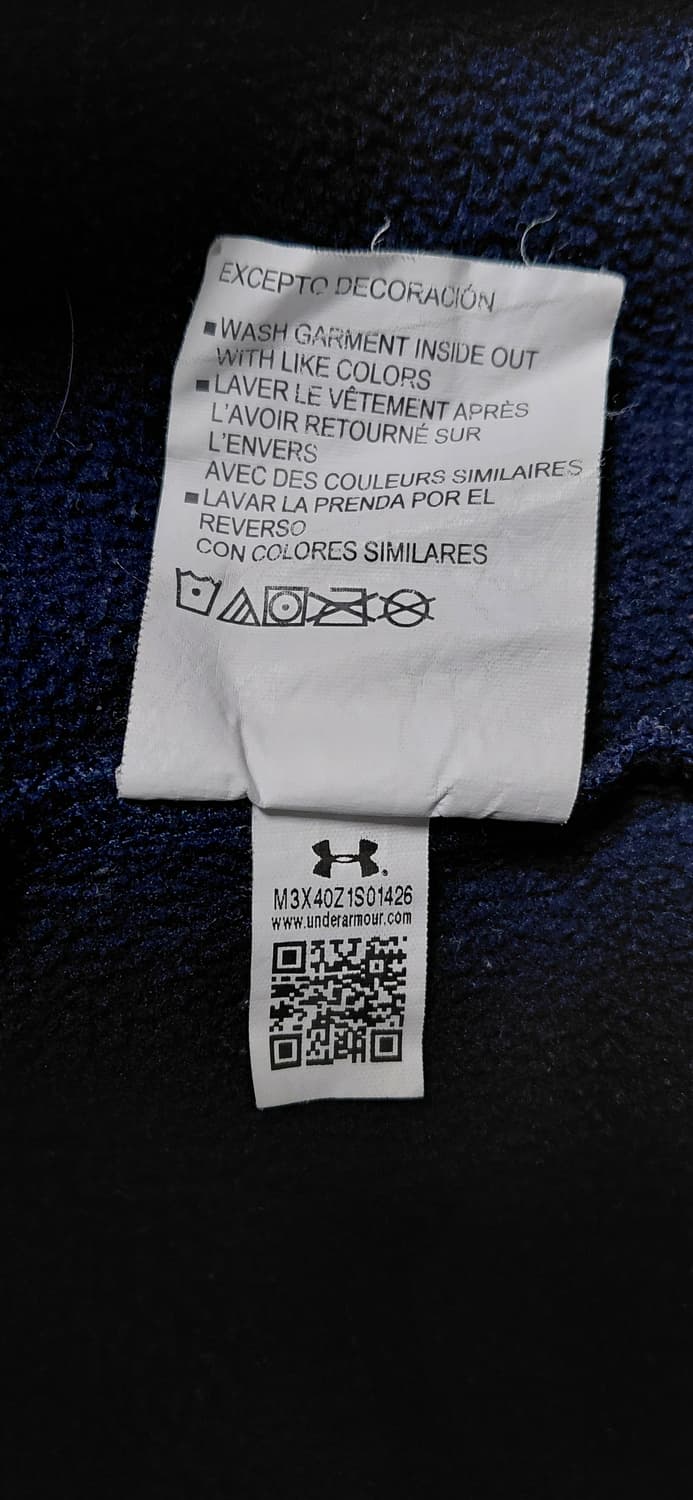 EXCEPTO DECORACIÓN
▪WASH GARMENT INSIDE OUT
WITH LIKE COLORS
▪LAVER LE VÊTEMENT APRÈS
L'AVOIR RETOURNÉ SUR
L'ENVERS
AVEC DES COULEURS SIMILAIRES
▪LAVAR LA PRENDA POR EL
REVERSO
CON COLORES SIMILARES
M3X40Z1S01426
www.underarmour.com